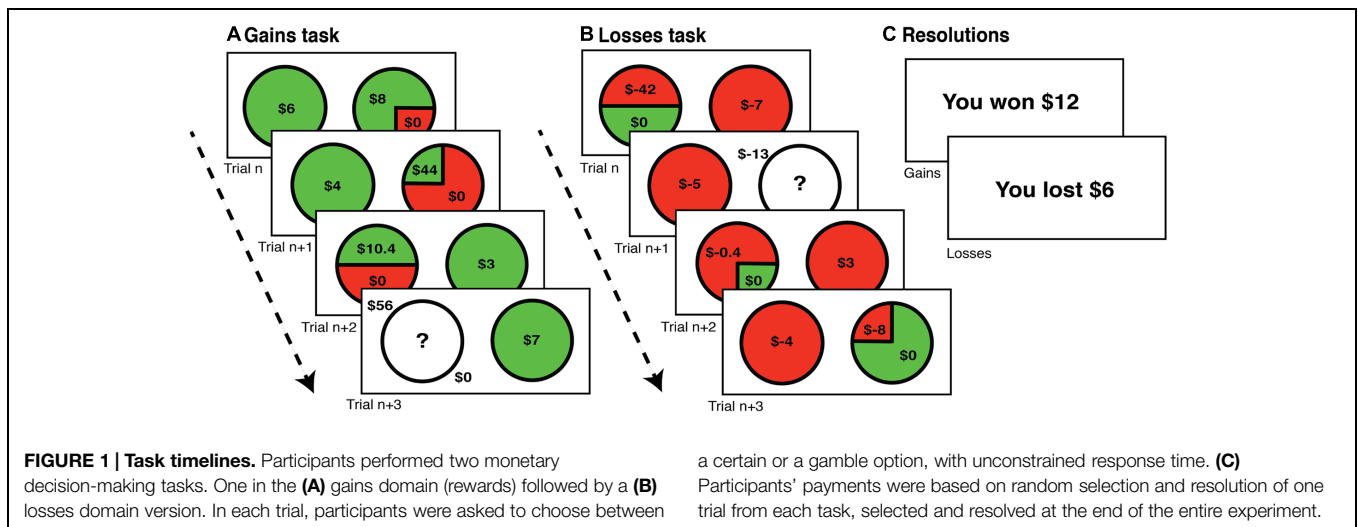 A Gains task
$6
$8
$0
Trial n
$4
$44
$0
Trial n+1
$10.4
$0
$3
Trial n+2
$56
?
$0
$7
Trial n+3
B Losses task
$-42
$0
$-7
Trial n
$-5
$-13
?
Trial n+1
$-0.4
$0
$3
Trial n+2
$-4
$-8
$0
Trial n+3
C Resolutions
You won $12
Gains
You lost $6
Losses
FIGURE 1 | Task timelines. Participants performed two monetary
decision-making tasks. One in the (A) gains domain (rewards) followed by a (B)
losses domain version. In each trial, participants were asked to choose between
a certain or a gamble option, with unconstrained response time. (C)
Participants' payments were based on random selection and resolution of one
trial from each task, selected and resolved at the end of the entire experiment.